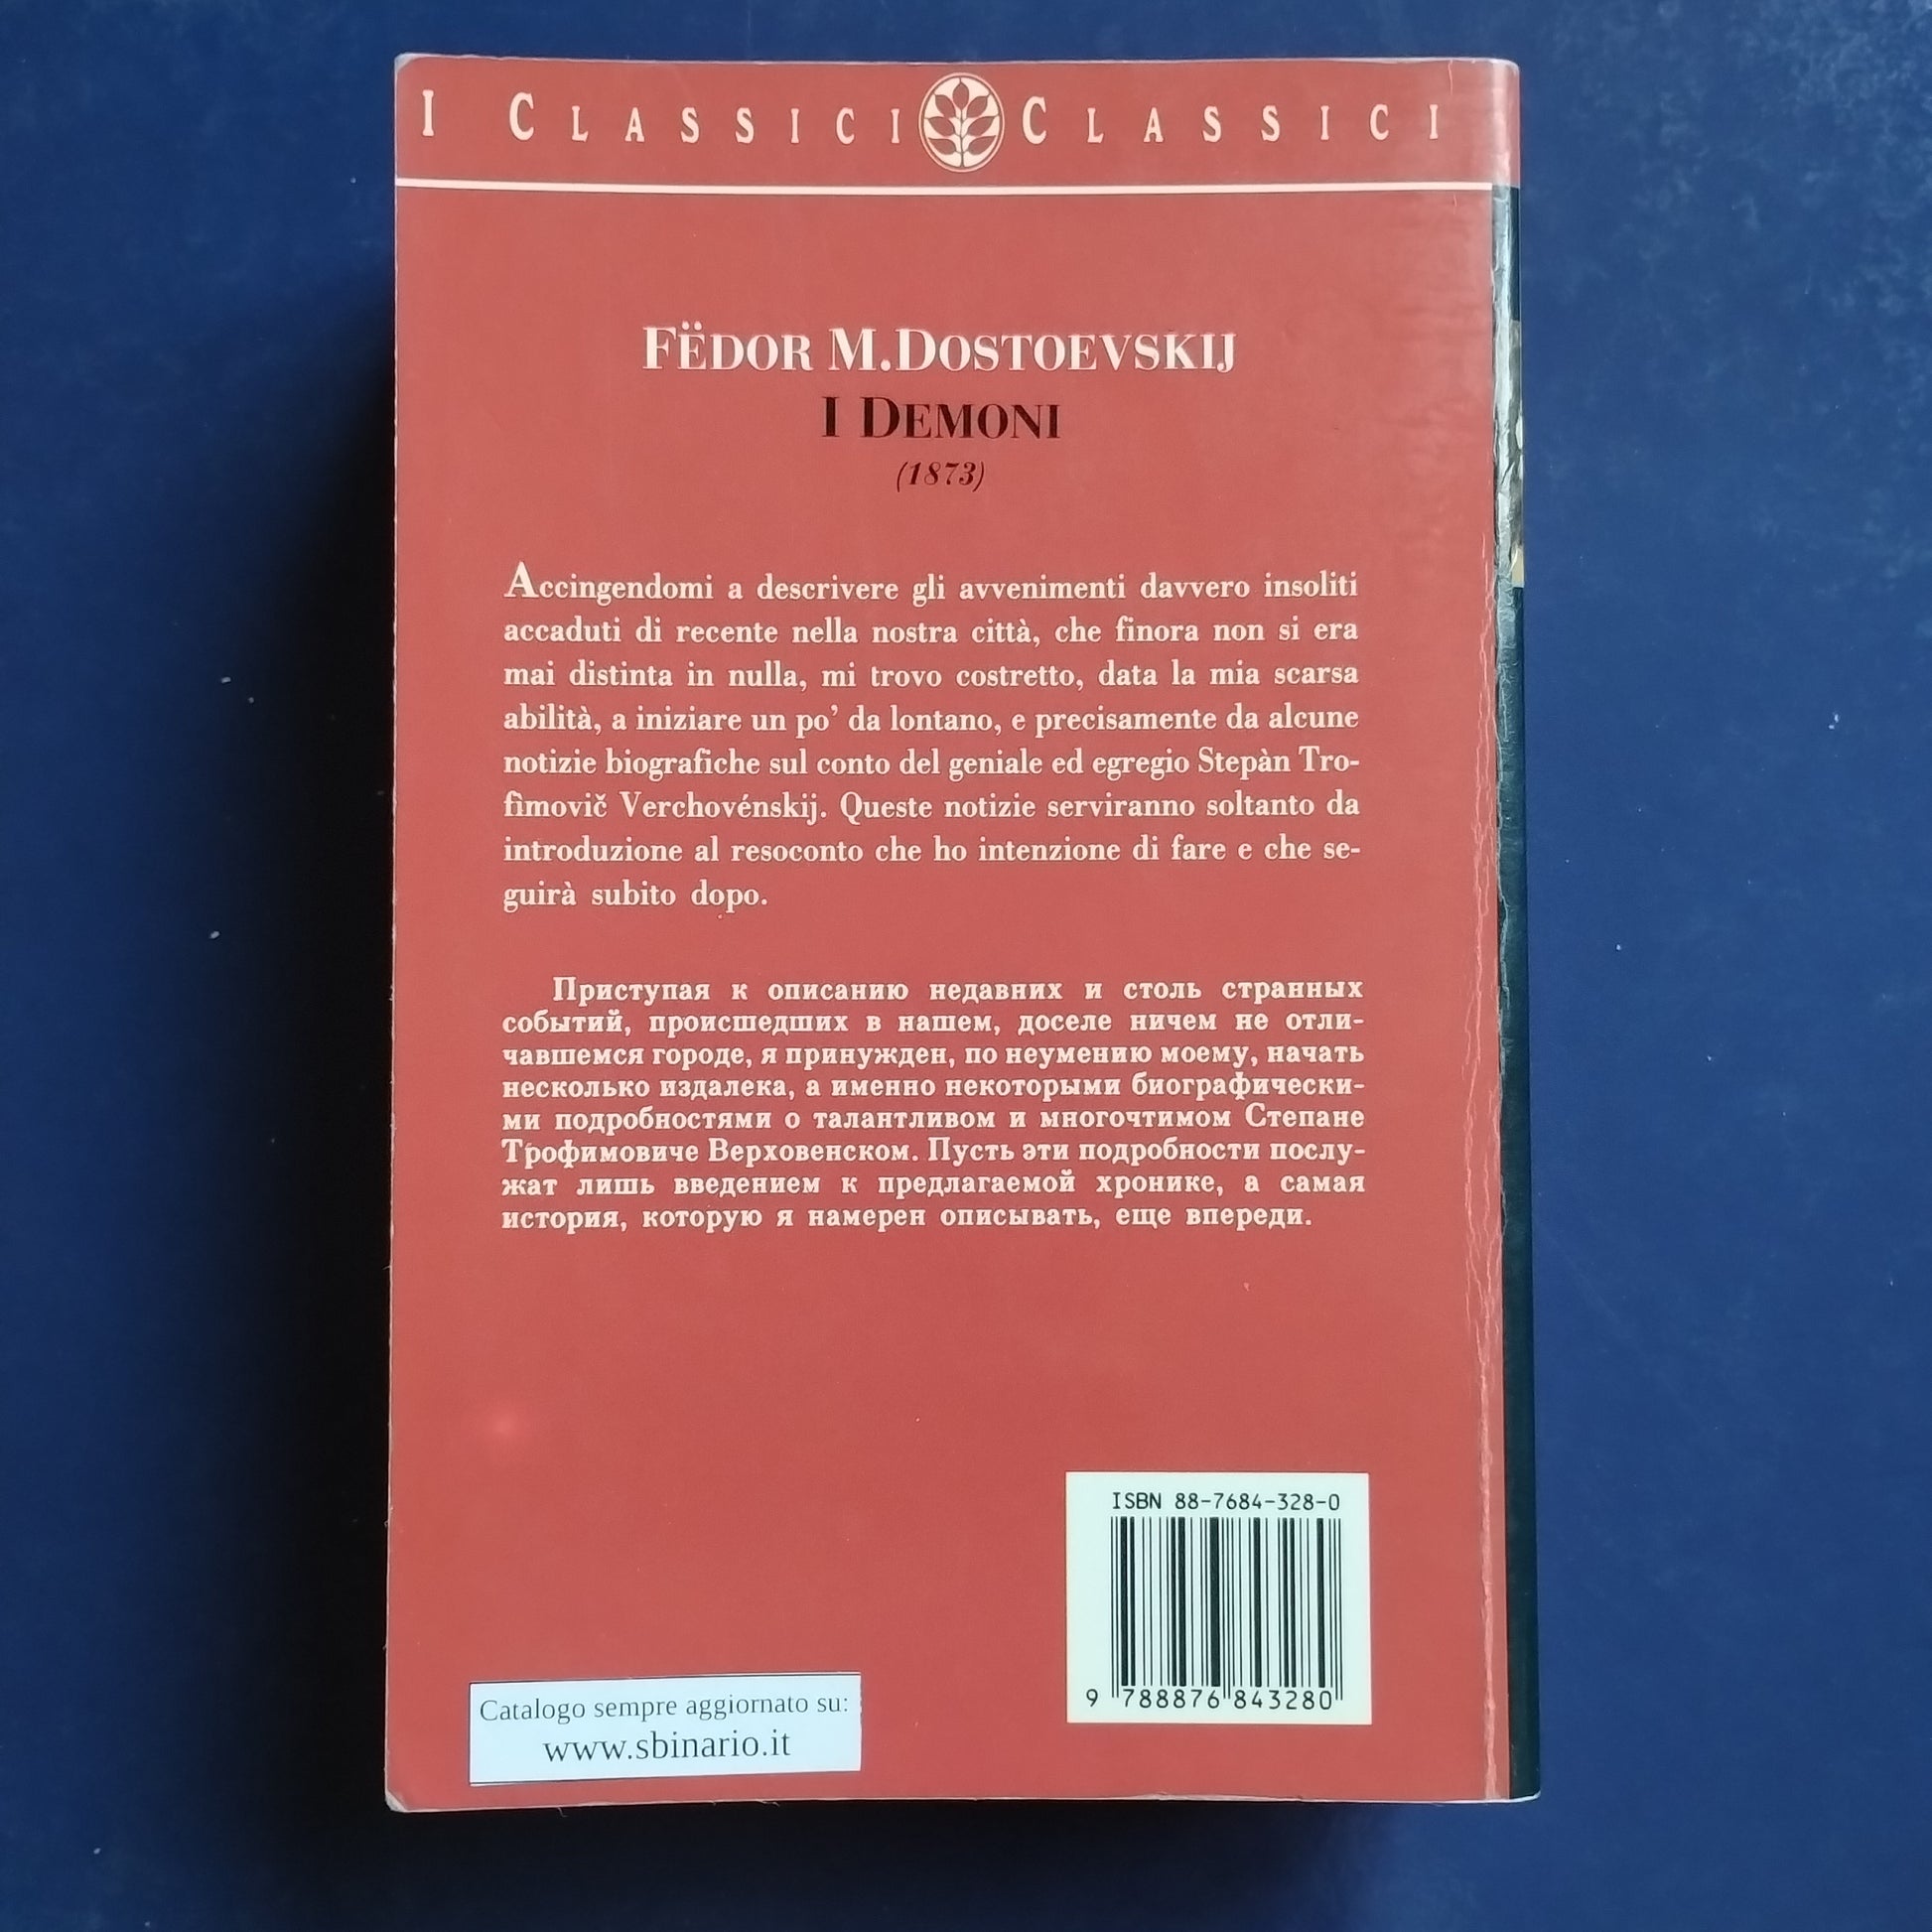 I CLASSICI CLASSICI
FËDOR M.DOSTOEVSKIJ
I DEMONI
(1873)
Accingendomi a descrivere gli avvenimenti davvero insoliti
accaduti di recente nella nostra città, che finora non si era
mai distinta in nulla, mi trovo costretto, data la mia scarsa
abilità, a iniziare un po’ da lontano, e precisamente da alcune
notizie biografiche sul conto del geniale ed egregio Stepàn Tro-
fìmovič Verchovénskij. Queste notizie serviranno soltanto da
introduzione al resoconto che ho intenzione di fare e che se-
guirà subito dopo.
Приступая к описанию недавних и столь странных
событий, происшедших в нашем, доселе ничем не отли-
чавшемся городе, я принужден, по неумению моему, начать
несколько издалека, а именно некоторыми биографически-
ми подробностями о талантливом и многочтимом Степане
Трофимовиче Верховенском. Пусть эти подробности послу-
жат лишь введением к предлагаемой хронике, а самая
история, которую я намерен описывать, еще впереди.
ISBN 88-7684-328-0
9 788876 843280
Catalogo sempre aggiornato su:
www.sbinario.it